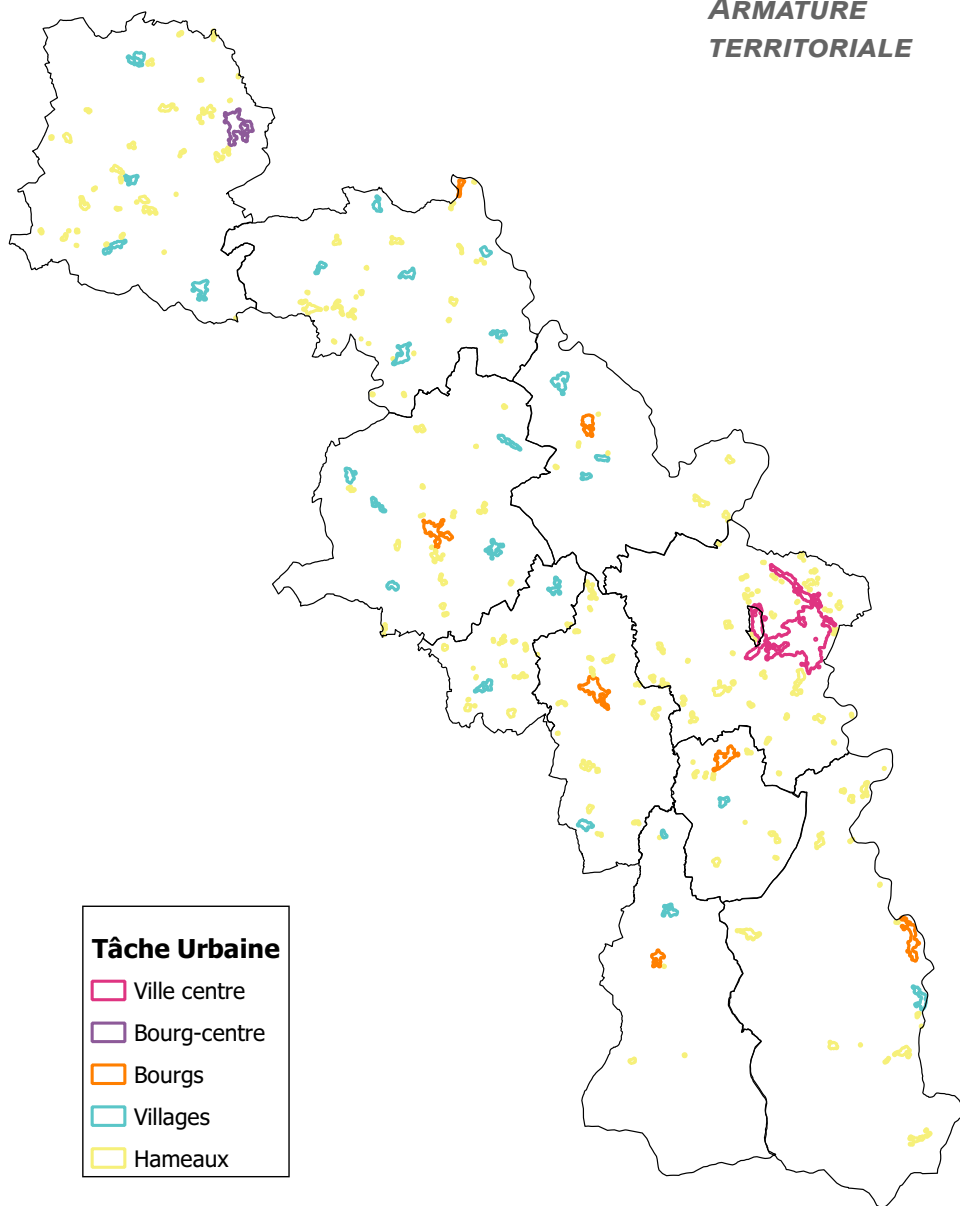 ARMATURE
TERRITORIALE
Tâche Urbaine
Ville centre
Bourg-centre
Bourgs
Villages
Hameaux